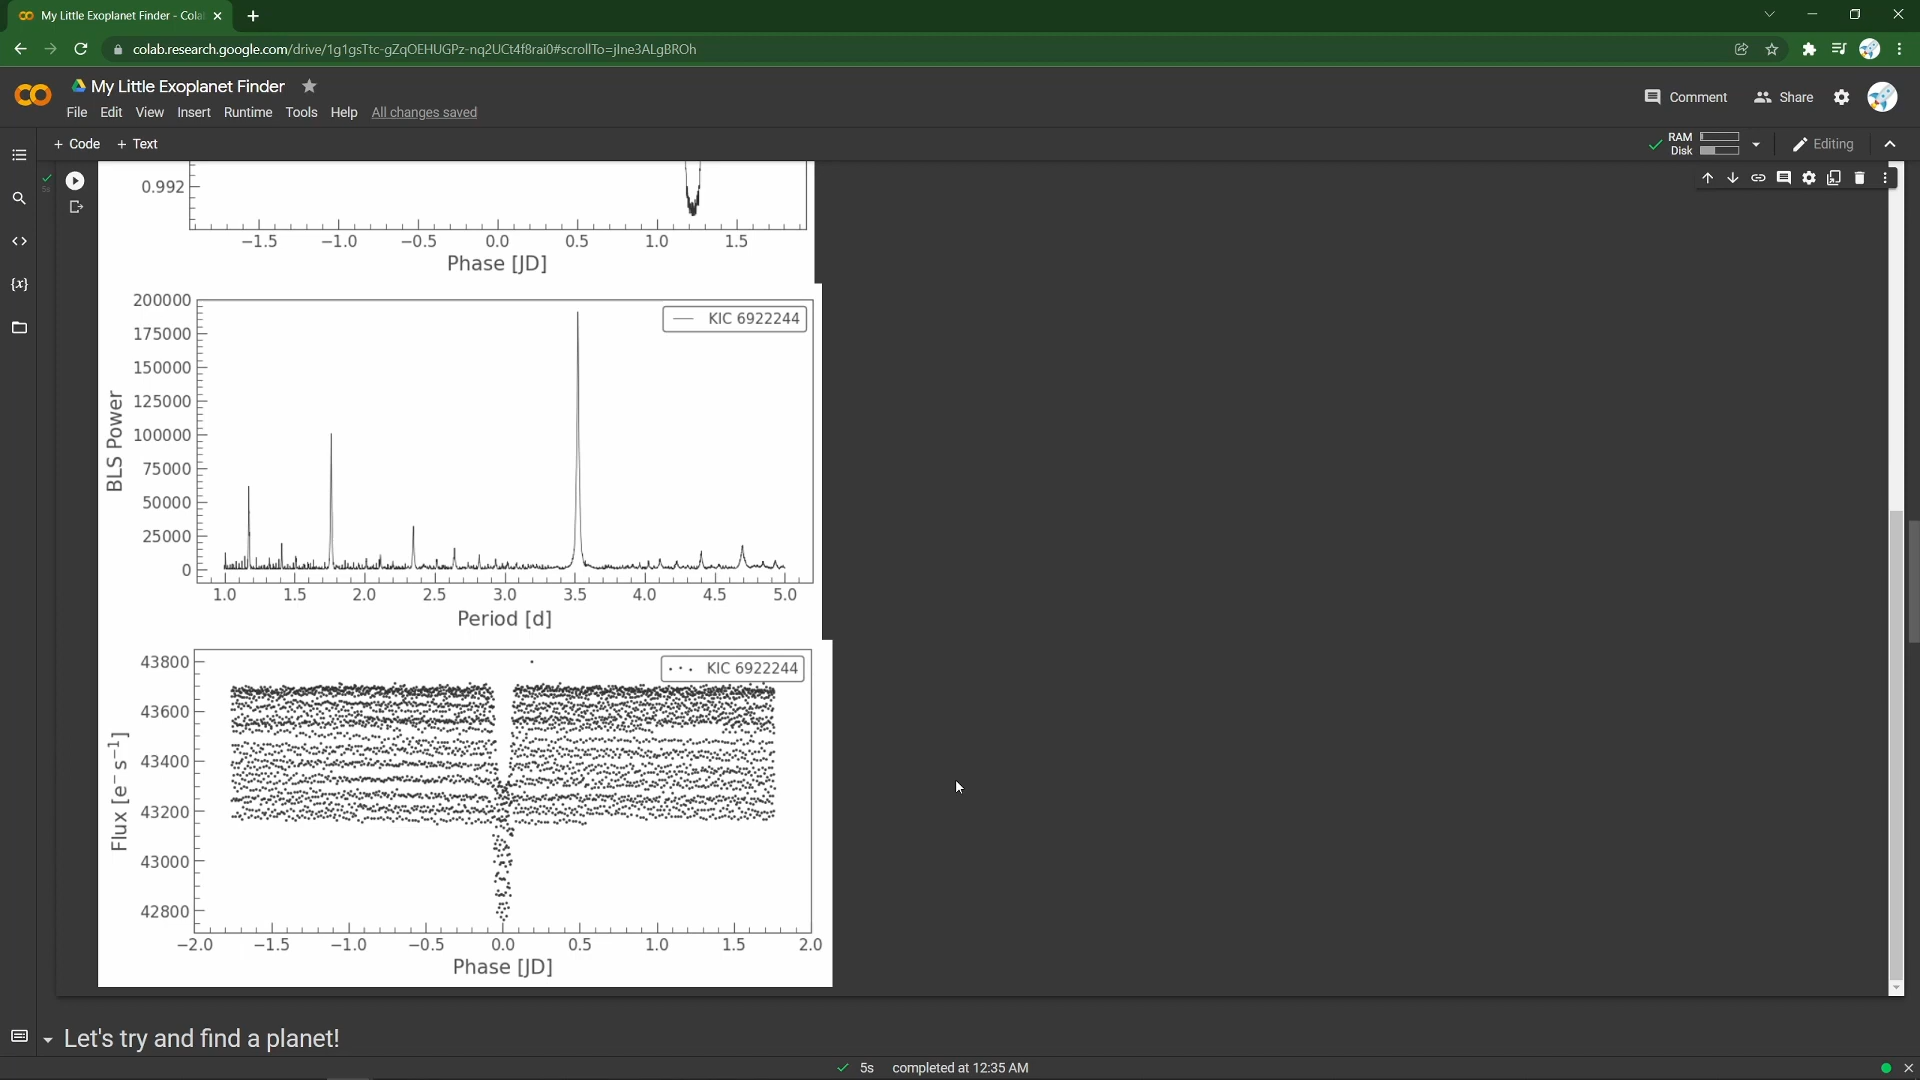 My Little Exoplanet Finder - Cola
colab.research.google.com/drive/1g1gsTtc-gZqOEHUGPz-nq2UCt4f8rai0#scrollTo=jlne3ALgBROh
My Little Exoplanet Finder
Comment
Share
File Edit View Insert Runtime Tools Help All changes saved
+ Code + Text
RAM
Disk
Editing
5s
0.992
−1.5 −1.0 −0.5 0.0 0.5 1.0 1.5
Phase [JD]
200000
KIC 6922244
175000
150000
125000
100000
75000
50000
25000
0
BLS Power
1.0 1.5 2.0 2.5 3.0 3.5 4.0 4.5 5.0
Period [d]
43800
KIC 6922244
43600
43400
43200
43000
42800
Flux [e⁻ s⁻¹]
−2.0 −1.5 −1.0 −0.5 0.0 0.5 1.0 1.5 2.0
Phase [JD]
Let's try and find a planet!
5s completed at 12:35 AM